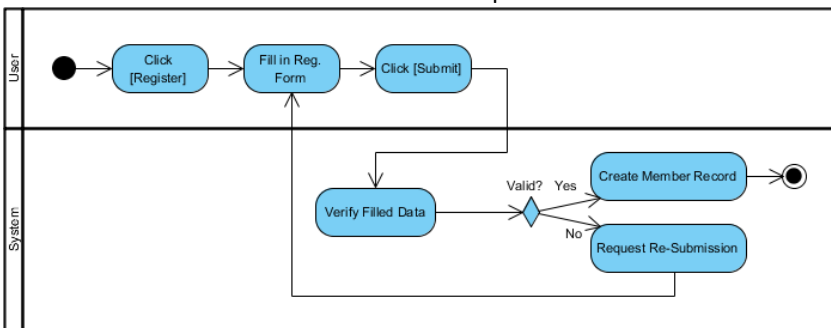 User
Click
[Register]
Fill in Reg.
Form
Click [Submit]
System
Verify Filled Data
Valid?
Yes
No
Create Member Record
Request Re-Submission